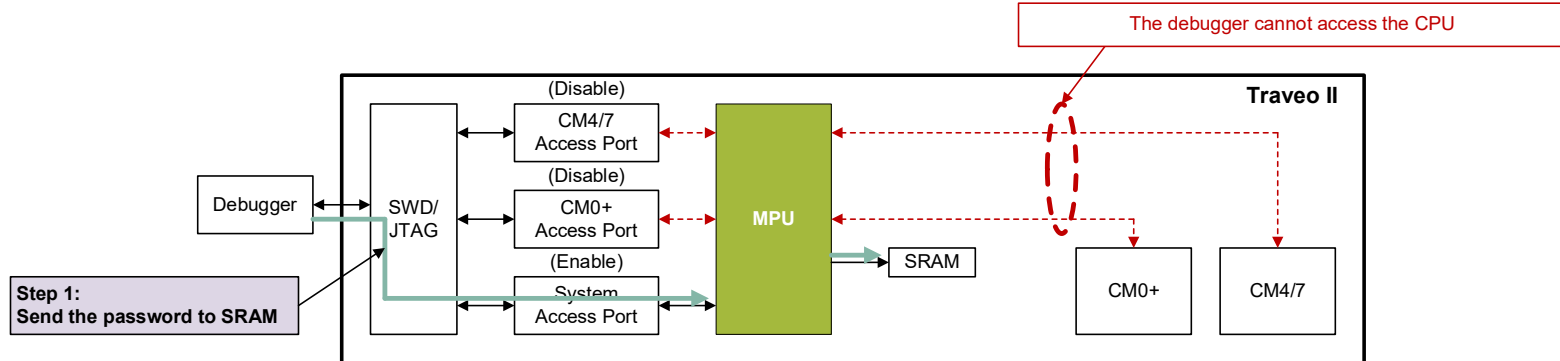 The debugger cannot access the CPU
Traveo II
(Disable)
CM4/7
Access Port
(Disable)
CM0+
Access Port
(Enable)
System
Access Port
Debugger
SWD/
JTAG
MPU
SRAM
CM0+
CM4/7
Step 1:
Send the password to SRAM